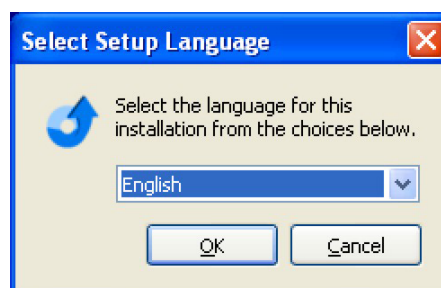 Select Setup Language
Select the language for this
installation from the choices below.
English
OK
Cancel